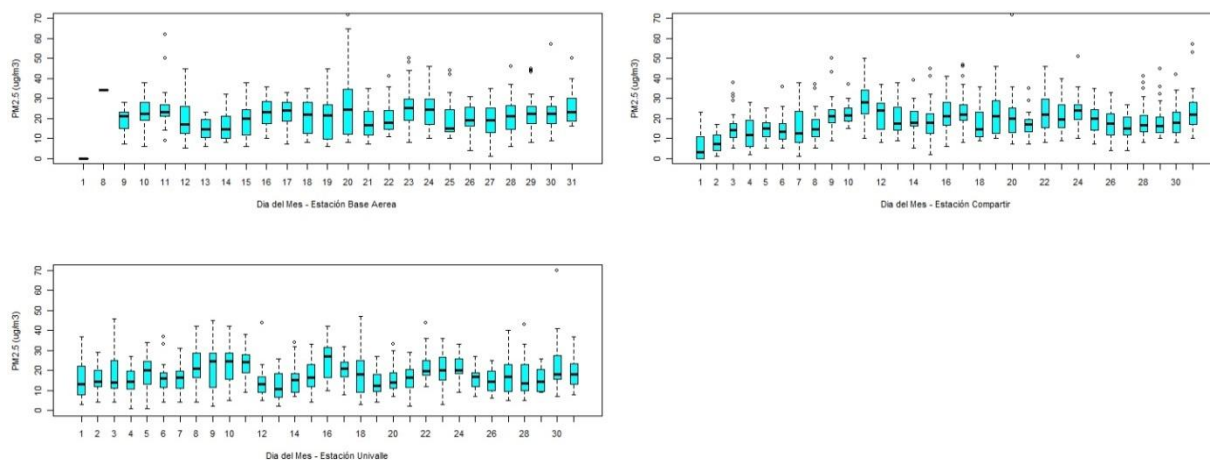 PM2.5 (ug/m3)
70
60
50
40
30
20
10
0
1 8 9 10 11 12 13 14 15 16 17 18 19 20 21 22 23 24 25 26 27 28 29 30 31
Dia del Mes - Estación Base Aerea
PM2.5 (ug/m3)
70
60
50
40
30
20
10
0
1 2 3 4 5 6 7 8 9 10 12 14 16 18 20 22 24 26 28 30
Dia del Mes - Estación Compartir
PM2.5 (ug/m3)
70
60
50
40
30
20
10
0
1 2 3 4 5 6 7 8 9 10 12 14 16 18 20 22 24 26 28 30
Dia del Mes - Estación Univalle